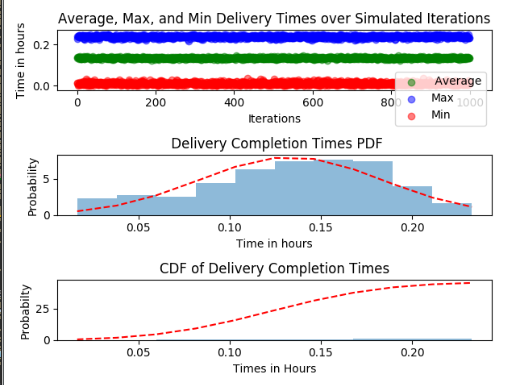 Average, Max, and Min Delivery Times over Simulated Iterations
Time in hours
0.2
0.0
0 200 400 600 800 1000
Iterations
Average
Max
Min
Delivery Completion Times PDF
Probability
5
0
0.05 0.10 0.15 0.20
Time in hours
CDF of Delivery Completion Times
Probabilty
25
0
0.05 0.10 0.15 0.20
Times in Hours